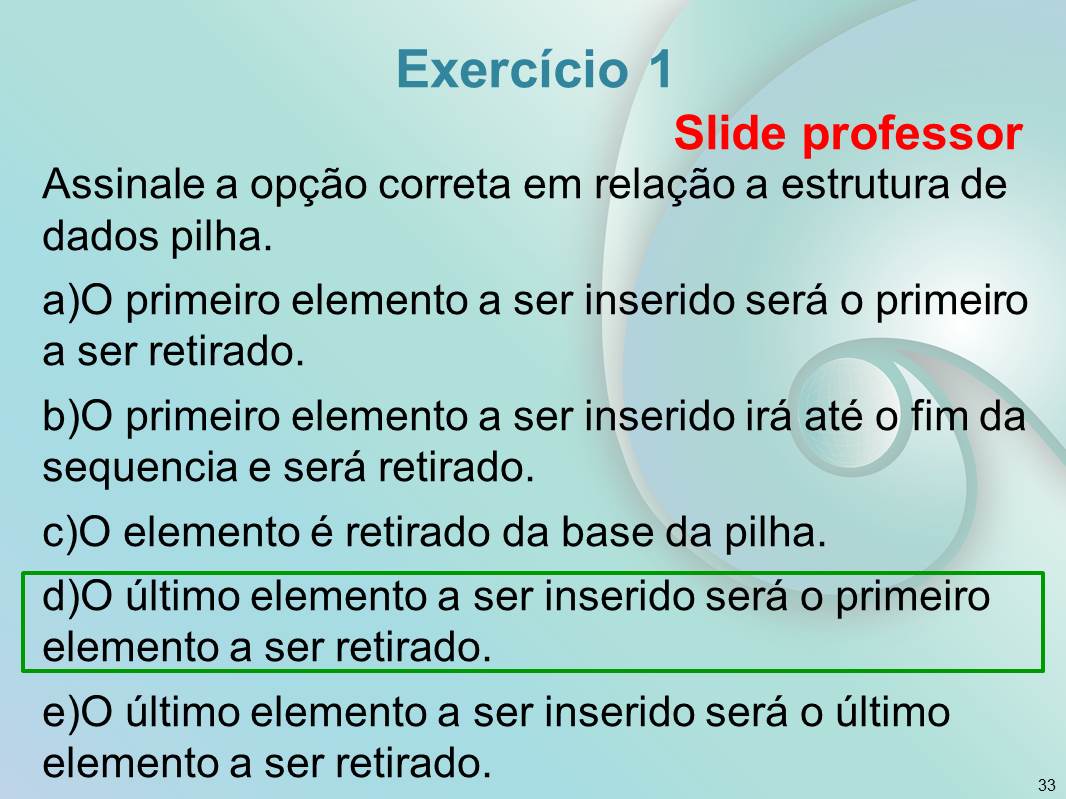 Exercício 1
Slide professor
Assinale a opção correta em relação a estrutura de
dados pilha.
a)O primeiro elemento a ser inserido será o primeiro
a ser retirado.
b)O primeiro elemento a ser inserido irá até o fim da
sequencia e será retirado.
c)O elemento é retirado da base da pilha.
d)O último elemento a ser inserido será o primeiro
elemento a ser retirado.
e)O último elemento a ser inserido será o último
elemento a ser retirado.
33